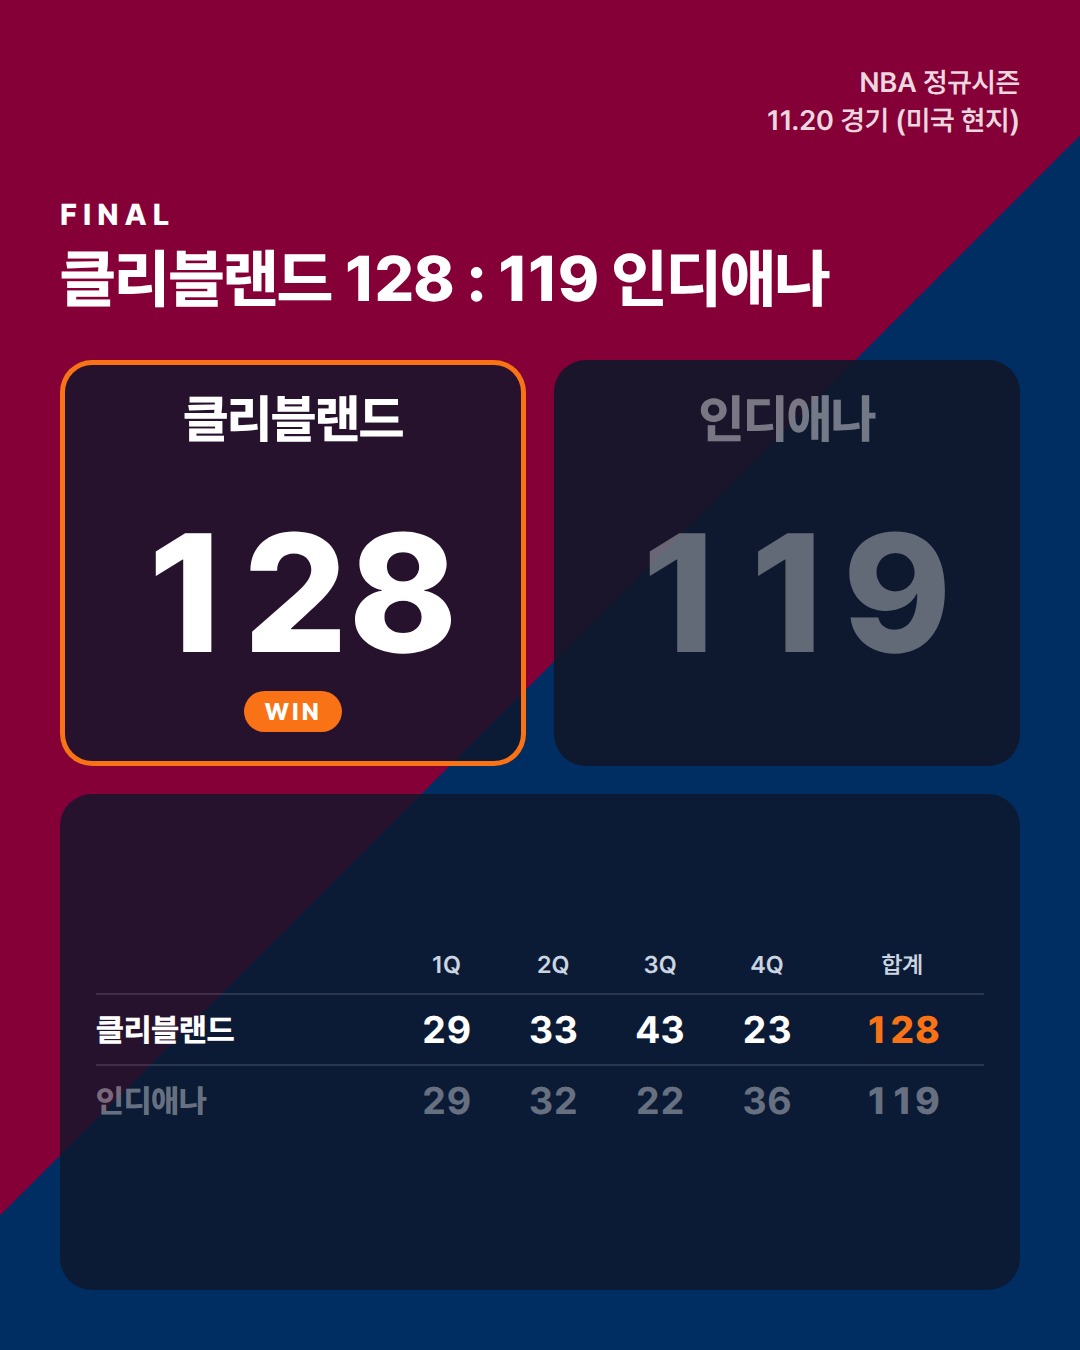 NBA 정규시즌
11.20 경기 (미국 현지)
FINAL
클리블랜드 128 : 119 인디애나
클리블랜드
128
WIN
인디애나
119
1Q 2Q 3Q 4Q 합계
클리블랜드 29 33 43 23 128
인디애나 29 32 22 36 119